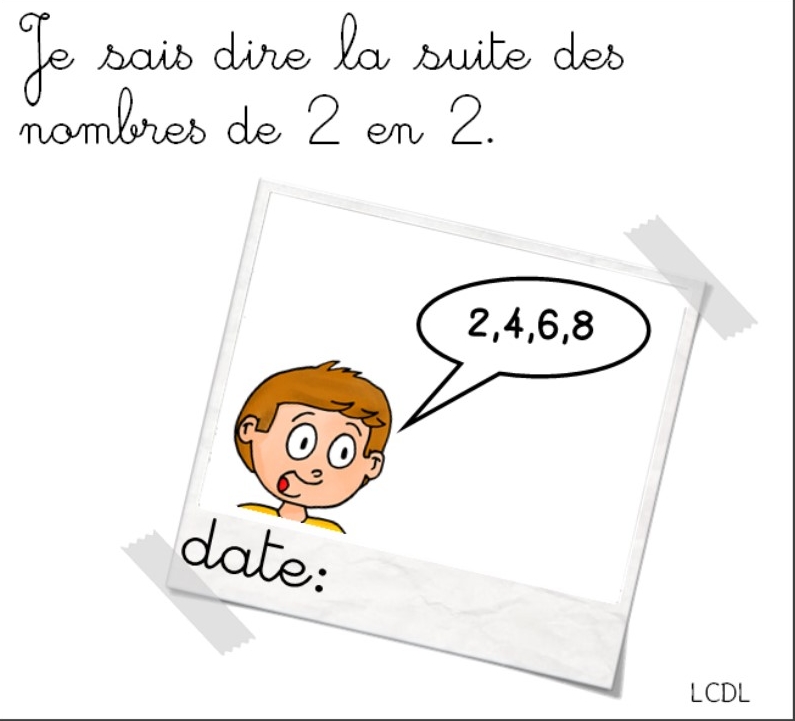 Je sais dire la suite des
nombres de 2 en 2.
2,4,6,8
date:
LCDL